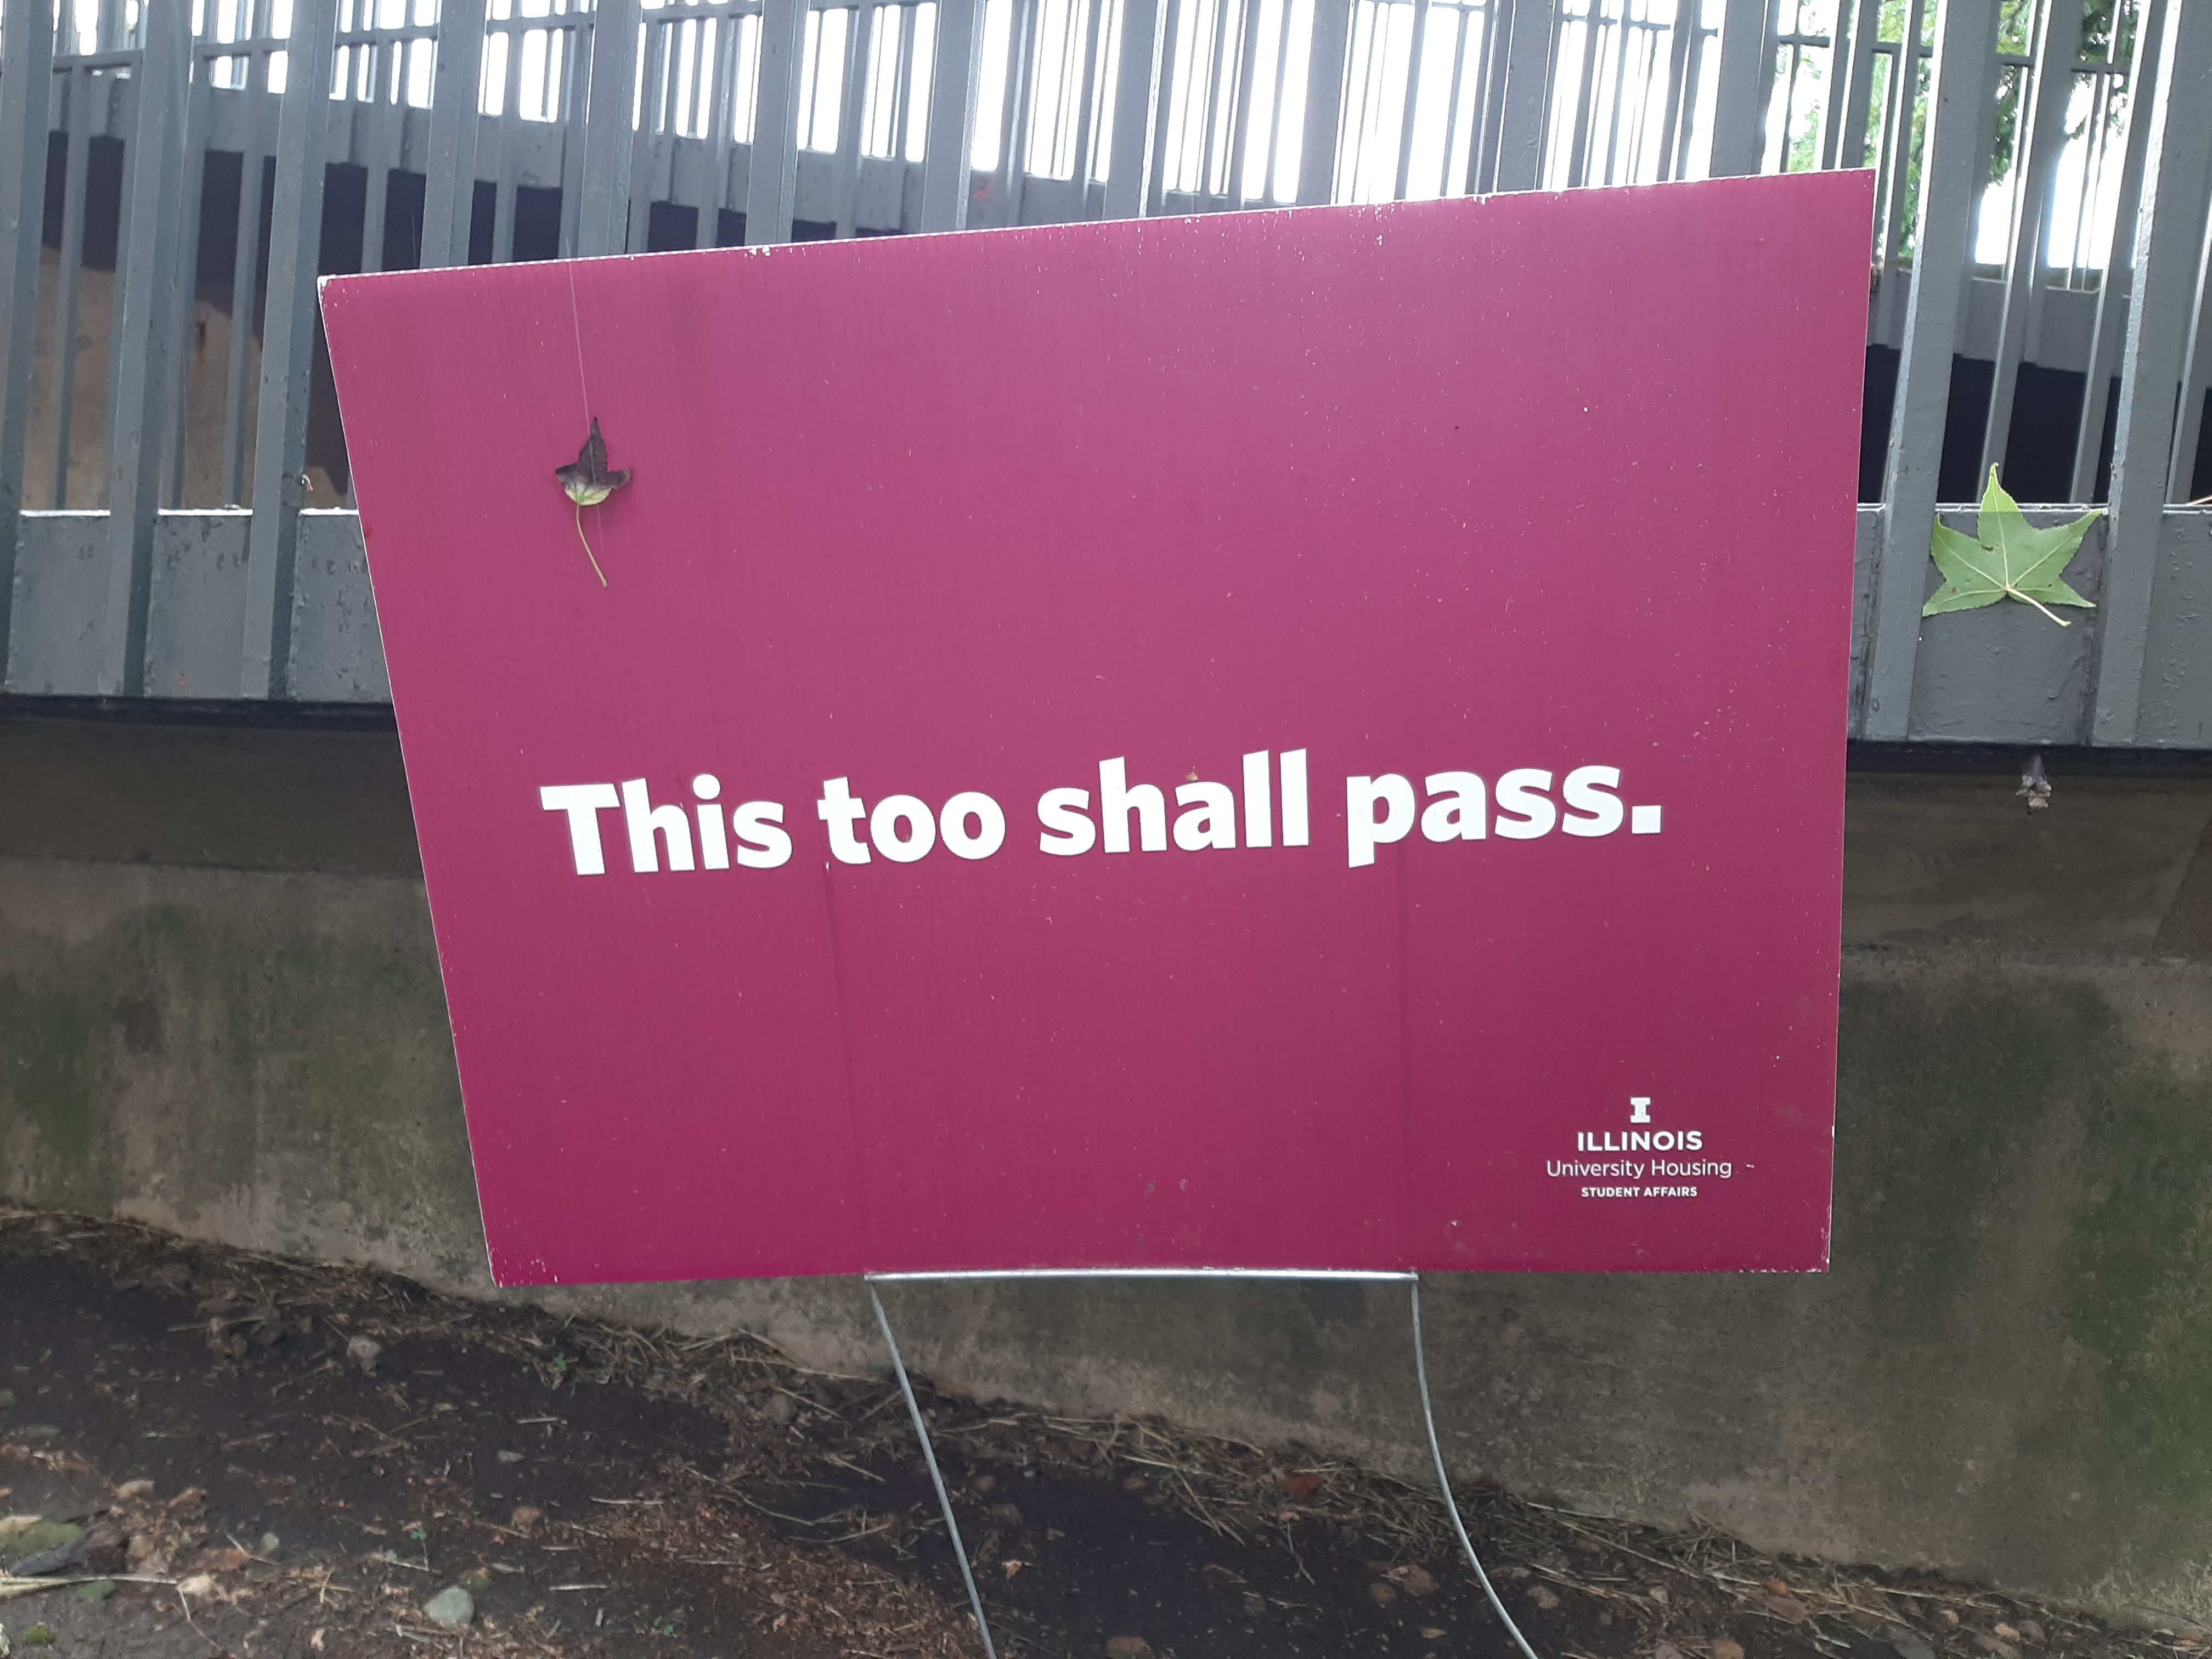 This too shall pass.
I
ILLINOIS
University Housing
STUDENT AFFAIRS